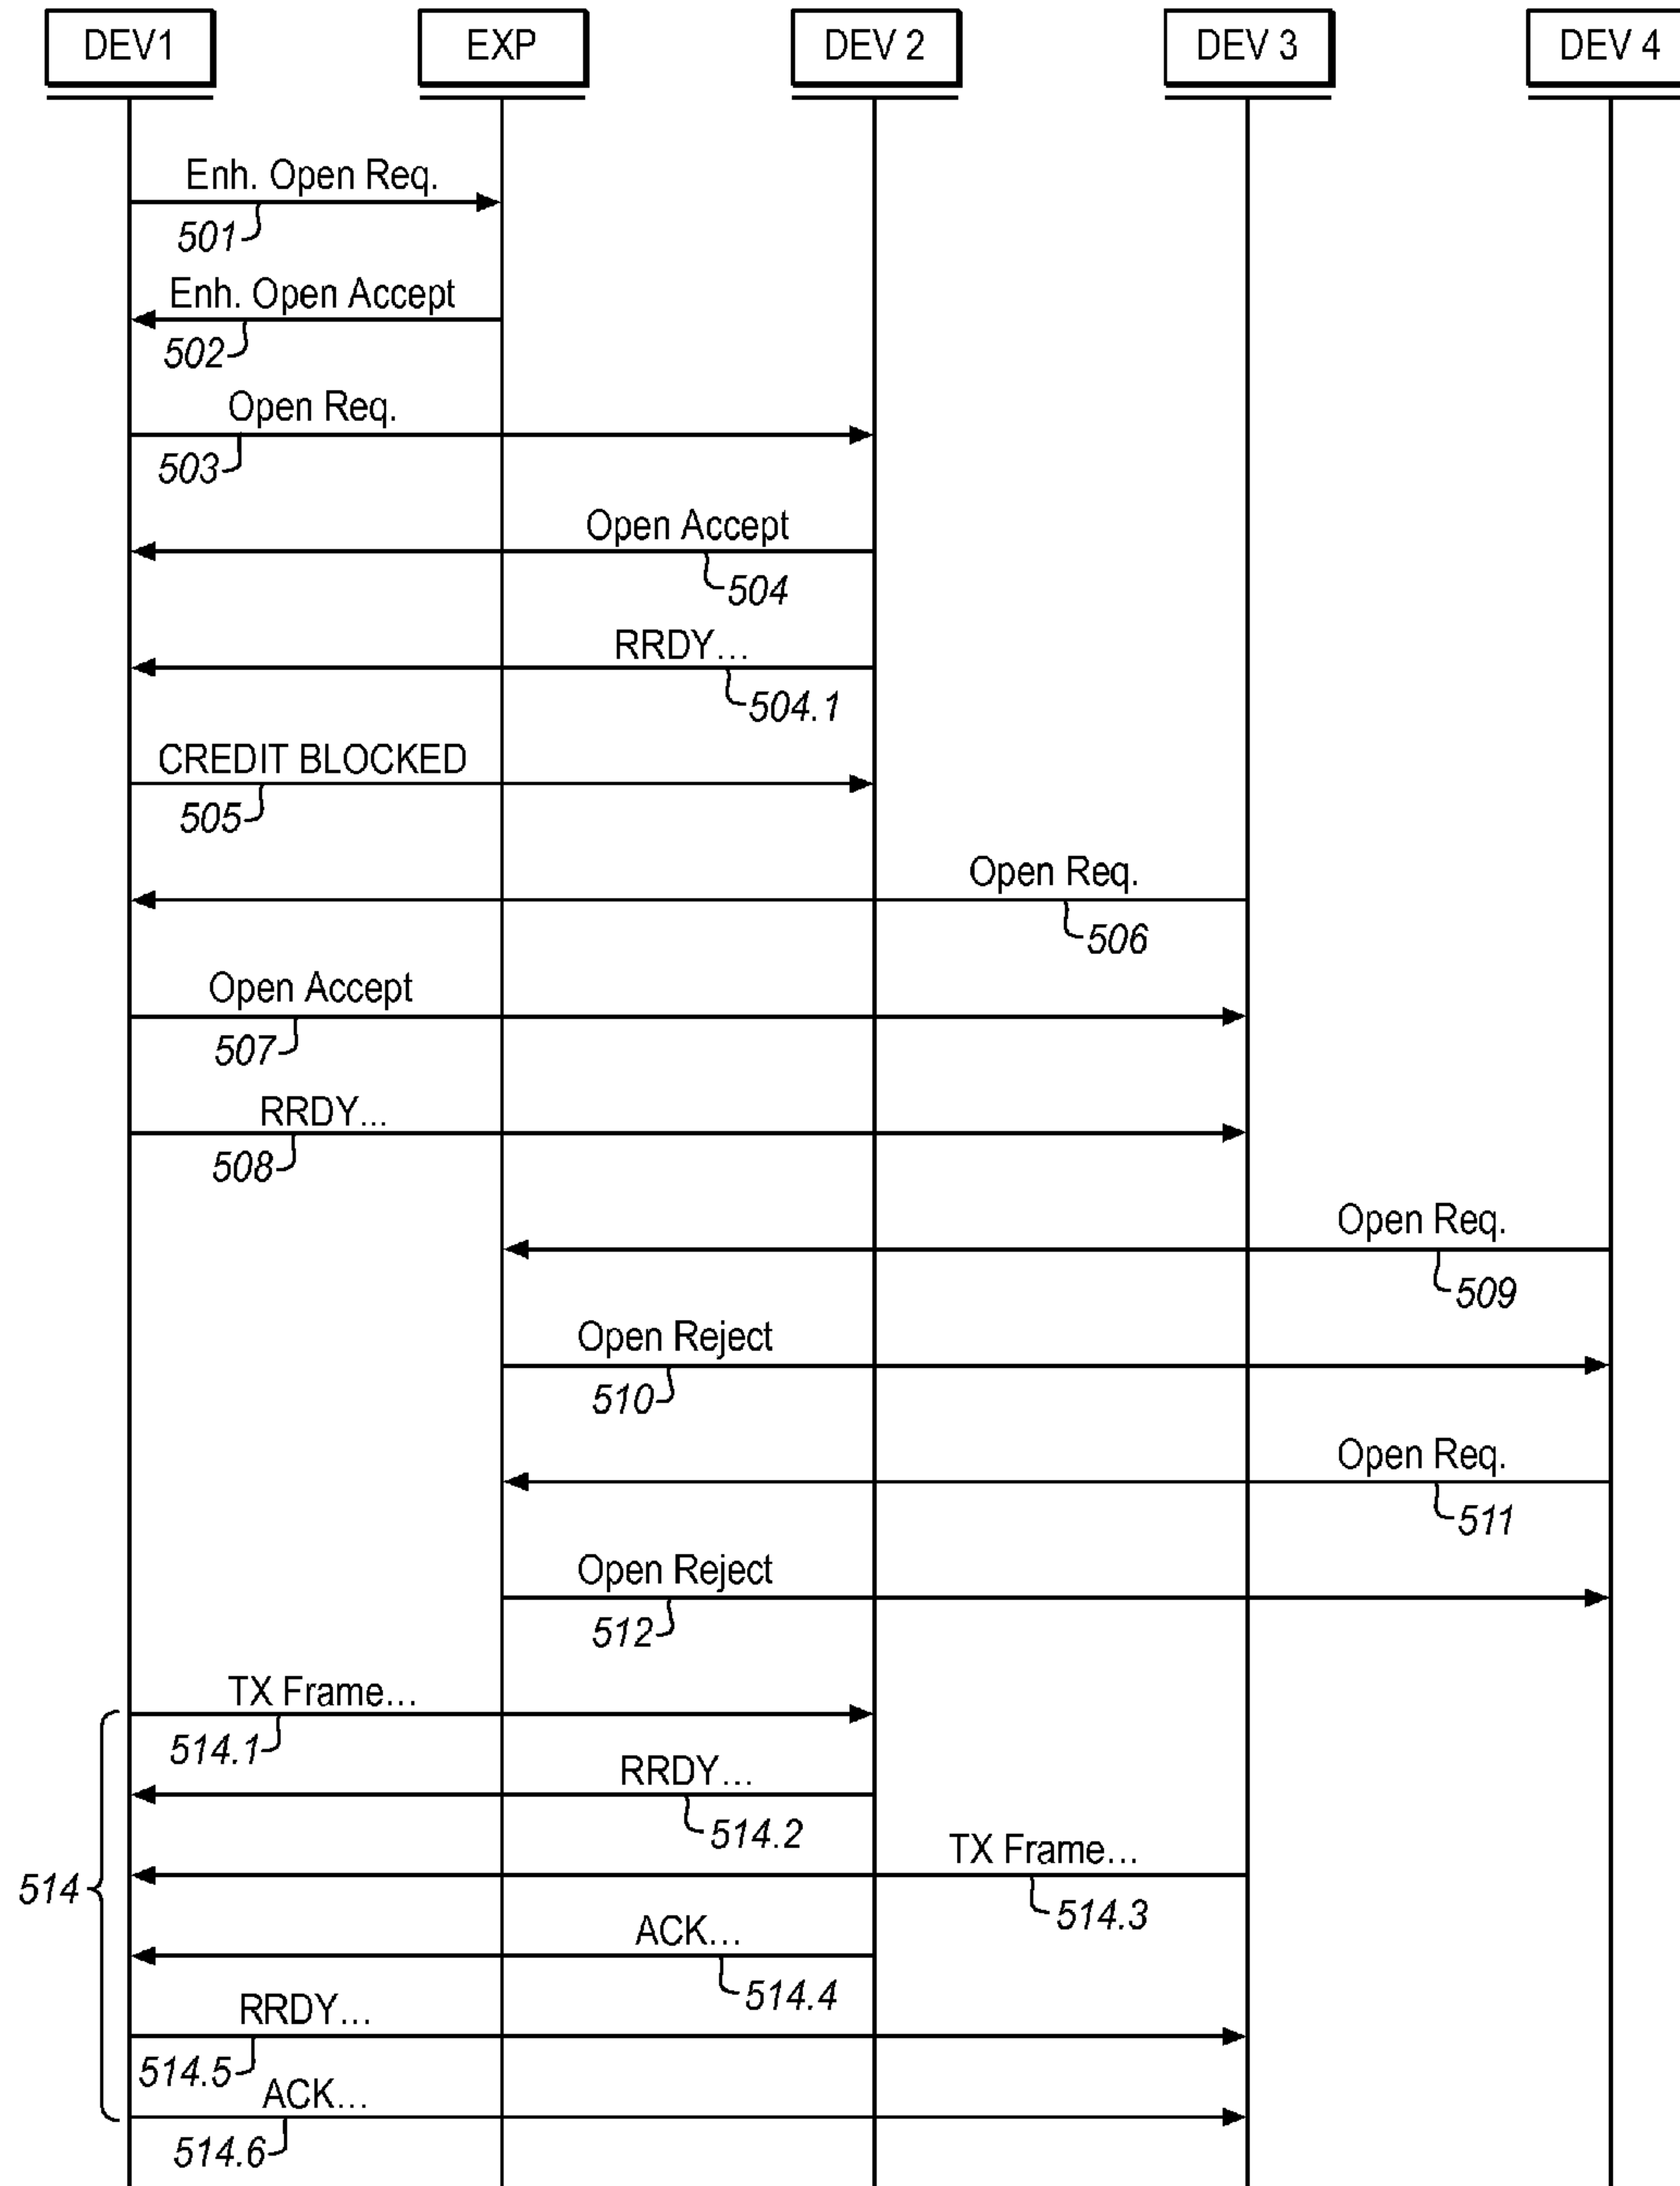 DEV1
EXP
DEV 2
DEV 3
DEV 4
Enh. Open Req.
501
Enh. Open Accept
502
Open Req.
503
Open Accept
504
RRDY...
504.1
CREDIT BLOCKED
505
Open Req.
506
Open Accept
507
RRDY...
508
Open Req.
509
Open Reject
510
Open Req.
511
Open Reject
512
514
TX Frame...
514.1
RRDY...
514.2
TX Frame...
514.3
ACK...
514.4
RRDY...
514.5
ACK...
514.6